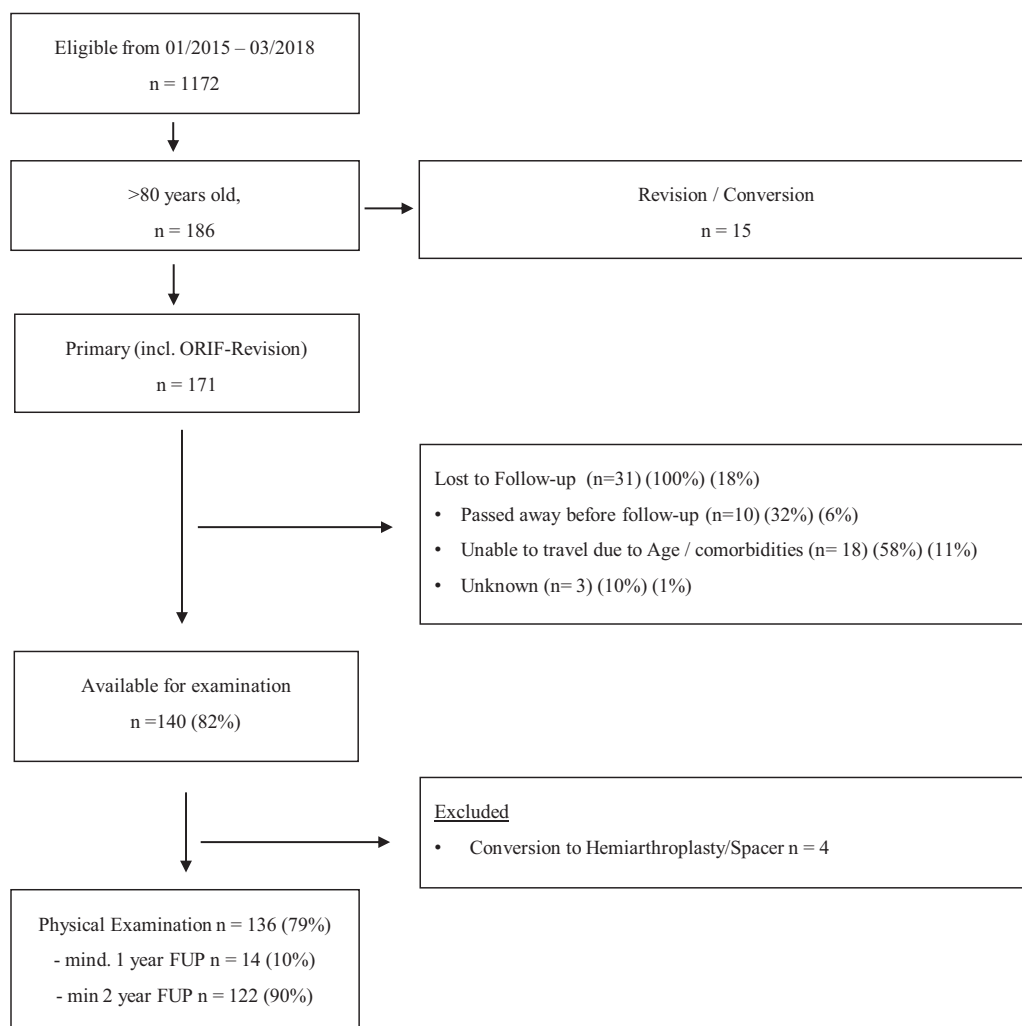 Eligible from 01/2015 – 03/2018
n = 1172
>80 years old,
n = 186
Revision / Conversion
n = 15
Primary (incl. ORIF-Revision)
n = 171
Lost to Follow-up (n=31) (100%) (18%)
• Passed away before follow-up (n=10) (32%) (6%)
• Unable to travel due to Age / comorbidities (n= 18) (58%) (11%)
• Unknown (n= 3) (10%) (1%)
Available for examination
n =140 (82%)
Excluded
• Conversion to Hemiarthroplasty/Spacer n = 4
Physical Examination n = 136 (79%)
- mind. 1 year FUP n = 14 (10%)
- min 2 year FUP n = 122 (90%)